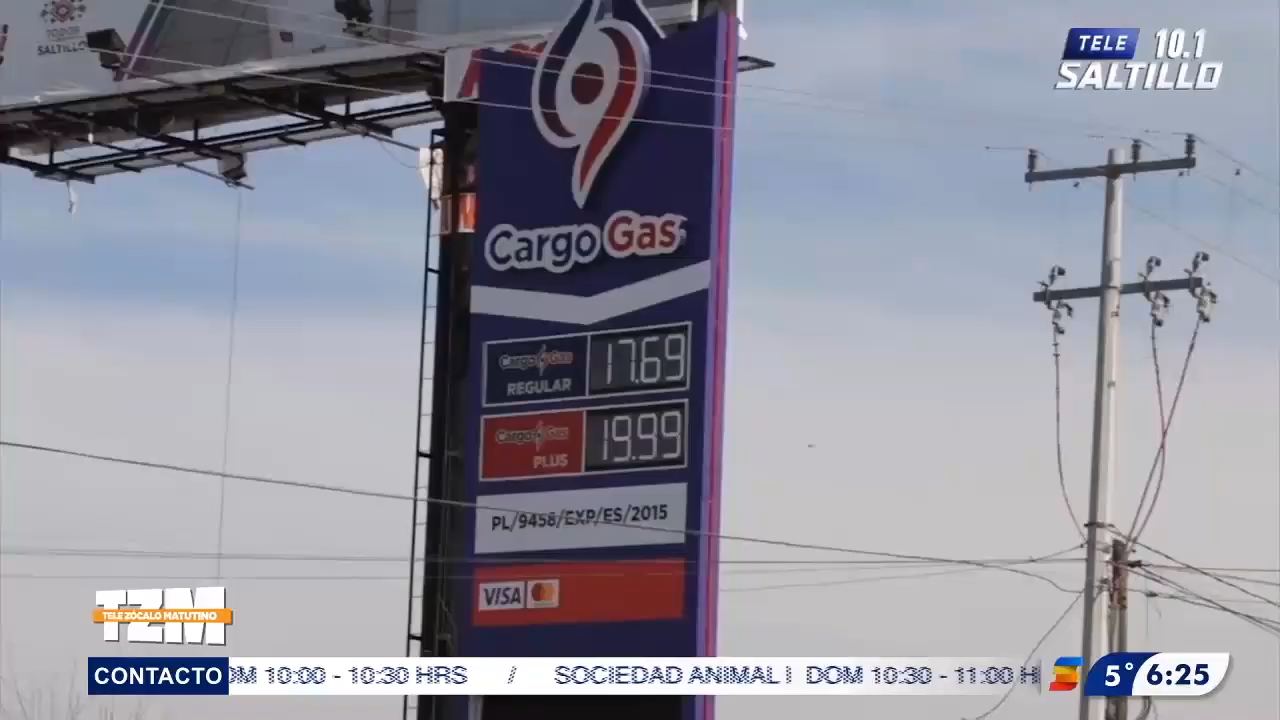 SALTILLO
TELE 10.1
SALTILLO
Cargo Gas
Cargo Gas
REGULAR
17.69
Cargo Gas
PLUS
19.99
PL/9458/EXP/ES/2015
VISA
TZM
TELE ZÓCALO MATUTINO
CONTACTO
10:00 -
HRS / SOCIEDAD ANIMAL | DOM 10:30 - 11:00 H
5° 6:25